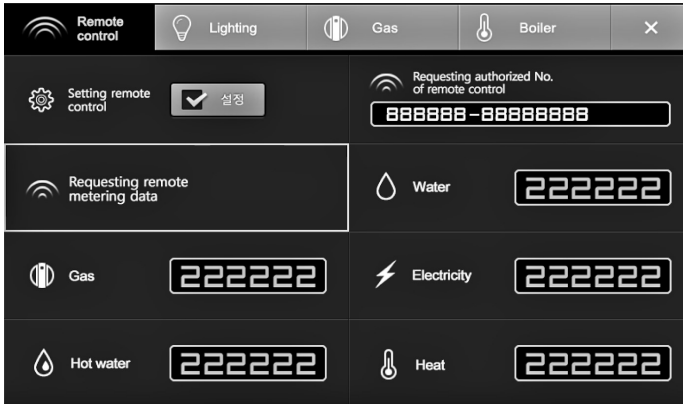 Remote
control
Lighting
Gas
Boiler
Setting remote
control
설정
Requesting authorized No.
of remote control
888888-88888888
Requesting remote
metering data
Water
222222
Gas
222222
Electricity
222222
Hot water
222222
Heat
222222